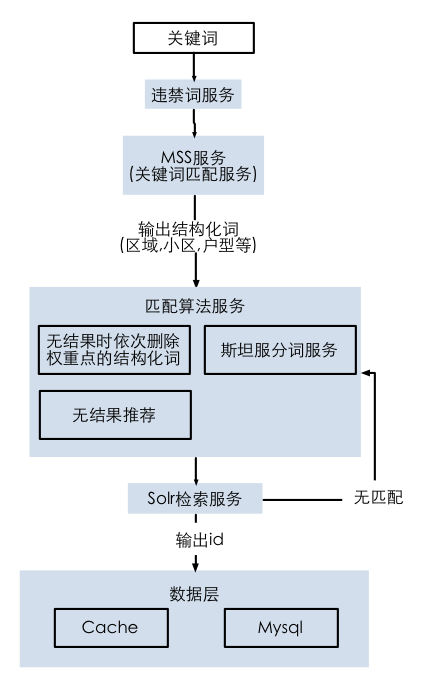 关键词
违禁词服务
MSS服务
(关键词匹配服务)
输出结构化词
(区域,小区,户型等)
匹配算法服务
无结果时依次删除
权重点的结构化词
斯坦服分词服务
无结果推荐
Solr检索服务
无匹配
输出id
数据层
Cache
Mysql